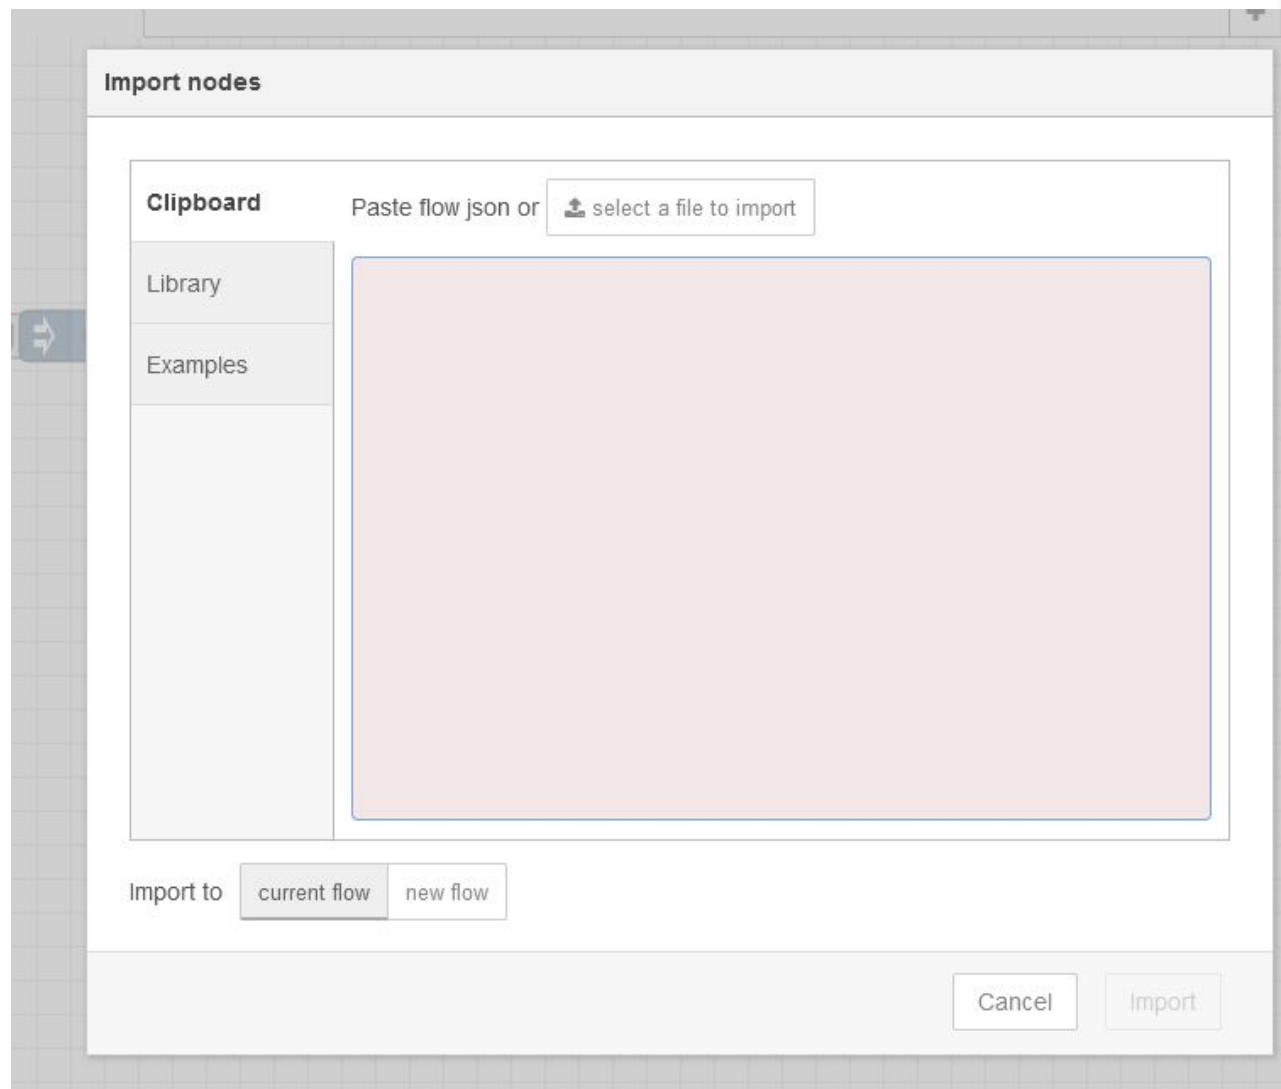 Import nodes
Clipboard
Paste flow json or select a file to import
Library
Examples
Import to current flow new flow
Cancel Import